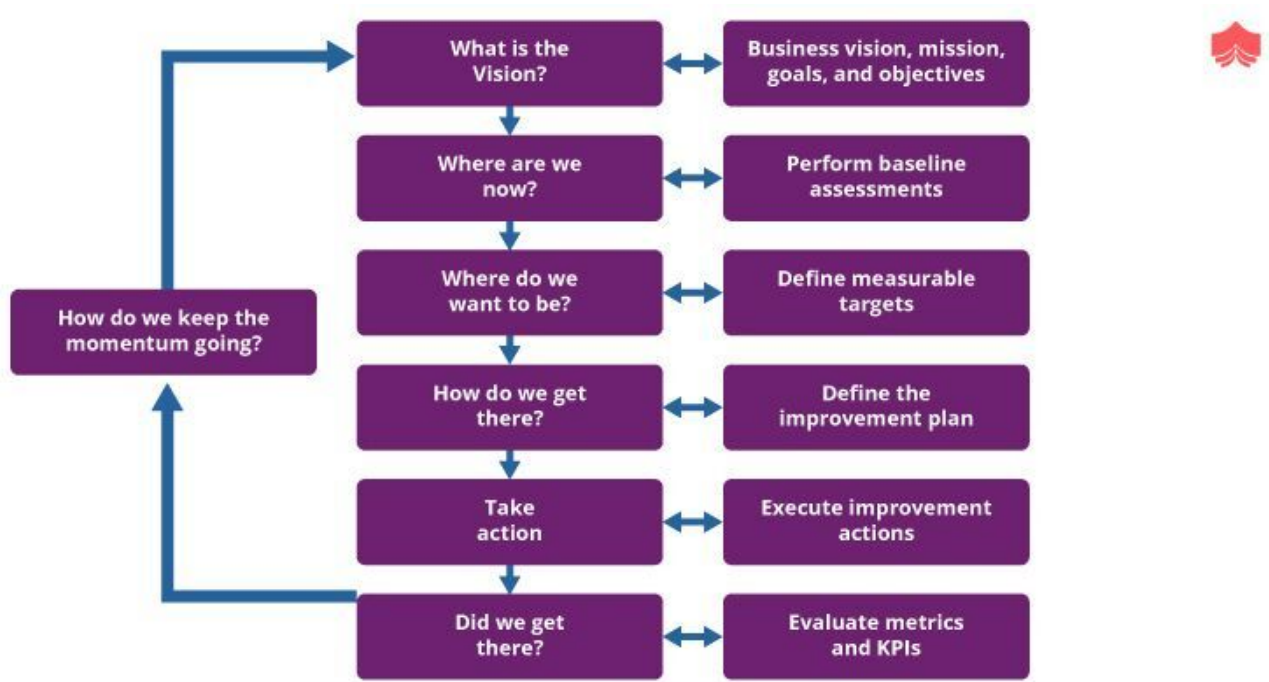 What is the
Vision?
Business vision, mission,
goals, and objectives
Where are we
now?
Perform baseline
assessments
Where do we
want to be?
Define measurable
targets
How do we keep the
momentum going?
How do we get
there?
Define the
improvement plan
Take
action
Execute improvement
actions
Did we get
there?
Evaluate metrics
and KPIs